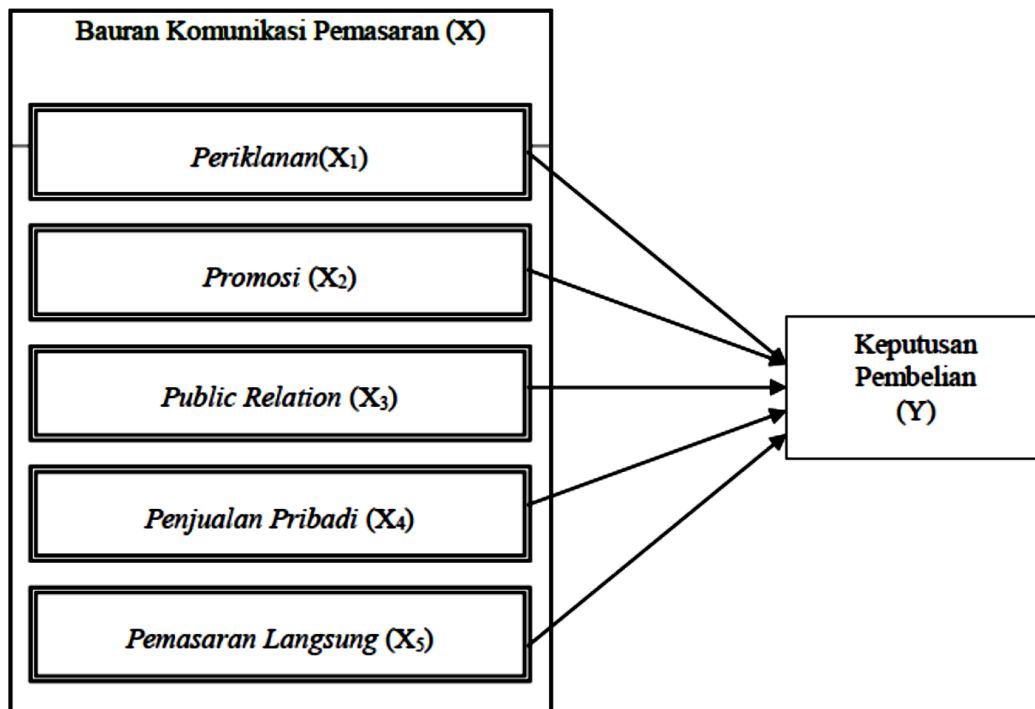 Bauran Komunikasi Pemasaran (X)
Periklanan(X₁)
Promosi (X₂)
Public Relation (X₃)
Penjualan Pribadi (X₄)
Pemasaran Langsung (X₅)
Keputusan
Pembelian
(Y)